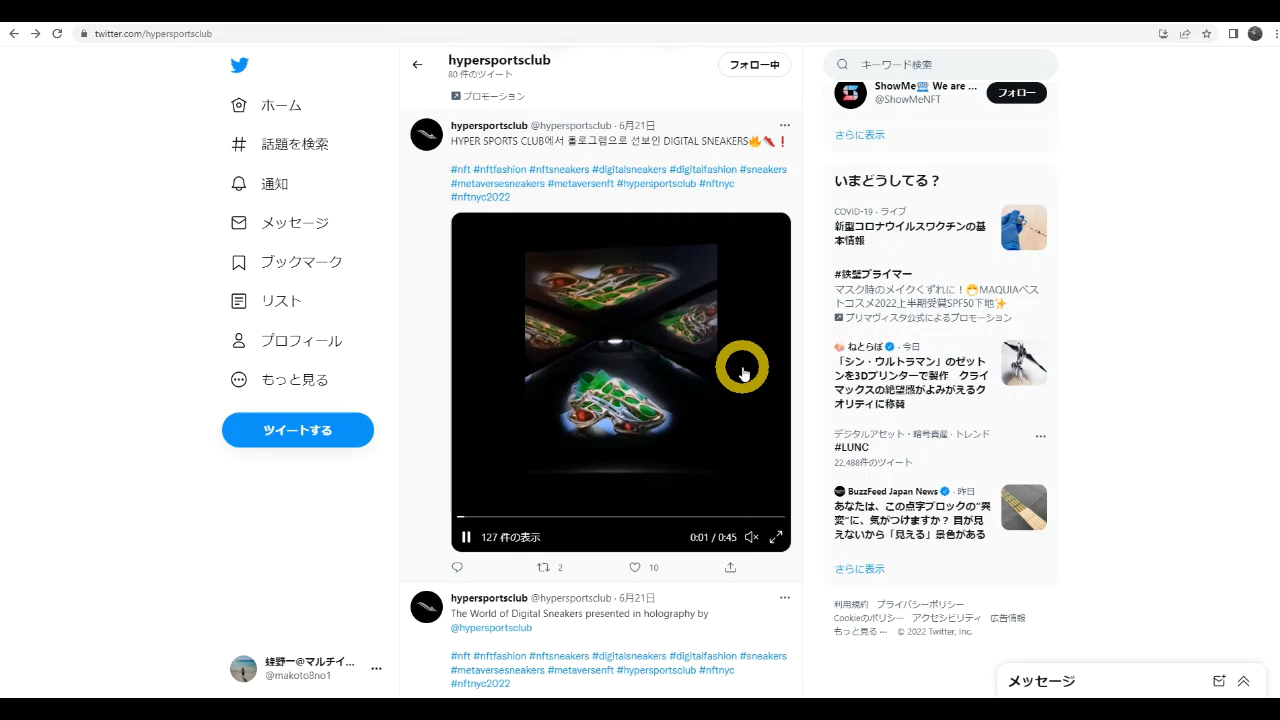 twitter.com/hypersportsclub
ホーム
話題を検索
通知
メッセージ
ブックマーク
リスト
プロフィール
もっと見る
ツイートする
蛙野一@マルチイ...
@makoto8no1
hypersportsclub
80 件のツイート
フォロー中
プロモーション
hypersportsclub @hypersportsclub · 6月21日
HYPER SPORTS CLUB에서 홀로그램으로 선보인 DIGITAL SNEAKERS🔥👠❗
#nft #nftfashion #nftsneakers #digitalsneakers #digitalfashion #sneakers
#metaversesneakers #metaversenft #hypersportsclub #nftnyc
#nftnyc2022
127 件の表示
0:01 / 0:45
2
10
hypersportsclub @hypersportsclub · 6月21日
The World of Digital Sneakers presented in holography by
@hypersportsclub
#nft #nftfashion #nftsneakers #digitalsneakers #digitalfashion #sneakers
#metaversesneakers #metaversenft #hypersportsclub #nftnyc
#nftnyc2022
キーワード検索
ShowMe We are ...
@ShowMeNFT
フォロー
さらに表示
いまどうしてる？
COVID-19 · ライブ
新型コロナウイルスワクチンの基
本情報
#鉄壁プライマー
マスク時のメイクくずれに！😷MAQUIAベス
トコスメ2022上半期受賞SPF50下地✨
プリマヴィスタ公式によるプロモーション
ねとらぼ · 今日
「シン・ウルトラマン」のゼット
ンを3Dプリンターで製作　クライ
マックスの絶望感がよみがえるク
オリティに称賛
デジタルアセット・暗号資産 · トレンド
#LUNC
22,488件のツイート
BuzzFeed Japan News · 昨日
あなたは、この点字ブロックの“異
変”に、気がつけますか？ 目が見
えないから「見える」景色がある
さらに表示
利用規約 プライバシーポリシー
Cookieのポリシー アクセシビリティ 広告情報
もっと見る ··· © 2022 Twitter, Inc.
メッセージ